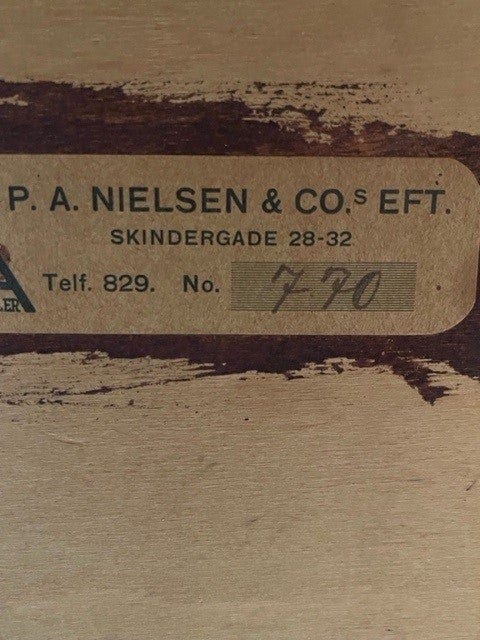 P. A. NIELSEN & CO.S EFT.
SKINDERGADE 28-32
Telf. 829. No. 770